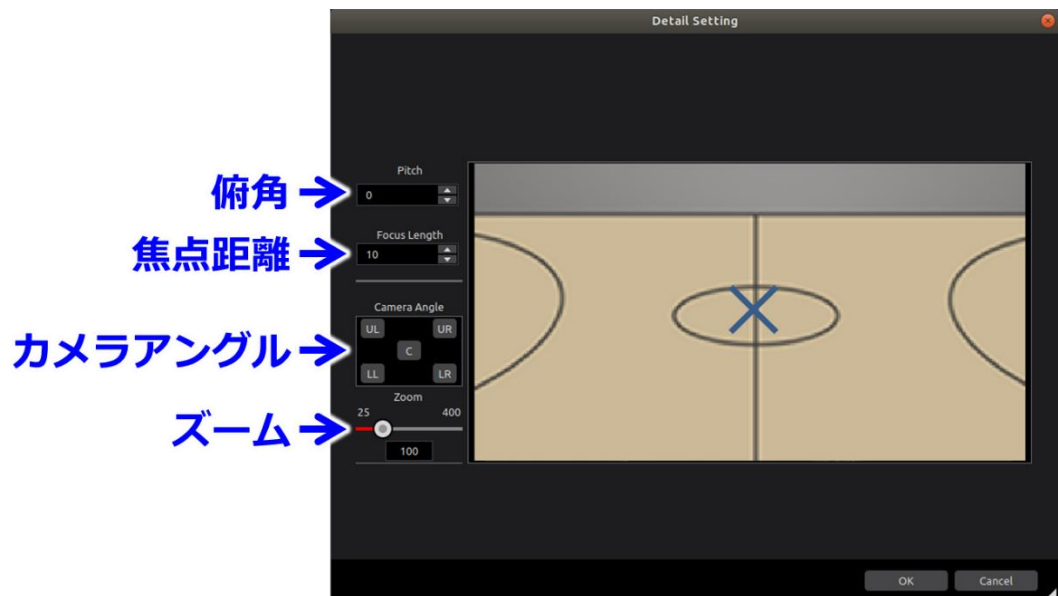 Detail Setting
Pitch
俯角
0
Focus Length
焦点距離
10
Camera Angle
UL UR
カメラアングル
C
LL LR
Zoom
25 400
ズーム
100
OK Cancel